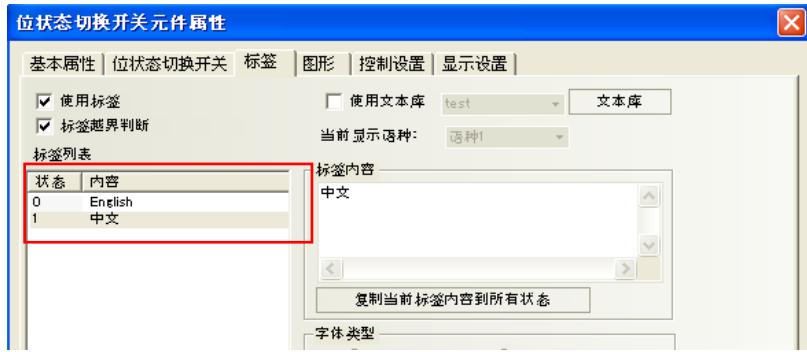 位状态切换开关元件属性
基本属性 位状态切换开关 标签 图形 控制设置 显示设置
使用标签
使用文本库 test 文本库
标签越界判断
当前显示语种: 语种1
标签列表
标签内容
状态 内容
中文
0 English
1 中文
复制当前标签内容到所有状态
字体类型